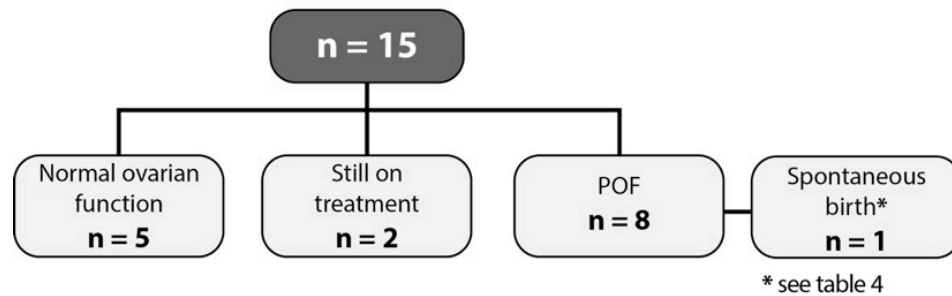 n = 15
Normal ovarian
function
n = 5
Still on
treatment
n = 2
POF
n = 8
Spontaneous
birth*
n = 1
* see table 4